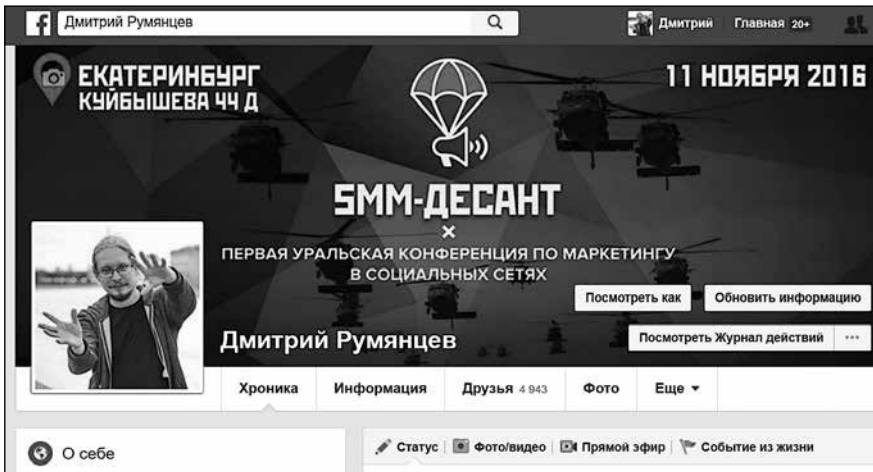 Дмитрий Румянцев
Дмитрий Главная 20+
ЕКАТЕРИНБУРГ
КУЙБЫШЕВА 44 Д
11 НОЯБРЯ 2016
SMM-ДЕСАНТ
×
ПЕРВАЯ УРАЛЬСКАЯ КОНФЕРЕНЦИЯ ПО МАРКЕТИНГУ
В СОЦИАЛЬНЫХ СЕТЯХ
Посмотреть как Обновить информацию
Дмитрий Румянцев
Посмотреть Журнал действий ...
Хроника Информация Друзья 4 943 Фото Еще
О себе
Статус Фото/видео Прямой эфир Событие из жизни